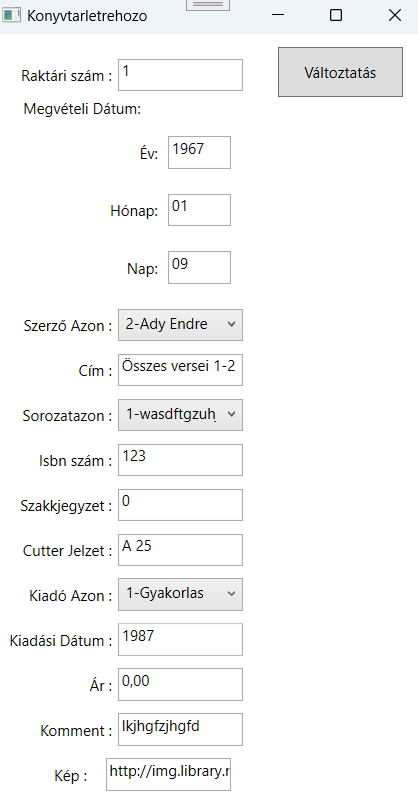 Konyvtarletrehozo
Raktári szám : 1
Változtatás
Megvételi Dátum:
Év: 1967
Hónap: 01
Nap: 09
Szerző Azon : 2-Ady Endre
Cím : Összes versei 1-2
Sorozatazon : 1-wasdftgzuhj
Isbn szám : 123
Szakkjegyzet : 0
Cutter Jelzet : A 25
Kiadó Azon : 1-Gyakorlas
Kiadási Dátum : 1987
Ár : 0,00
Komment : lkjhgfzjhgfd
Kép : http://img.library.r